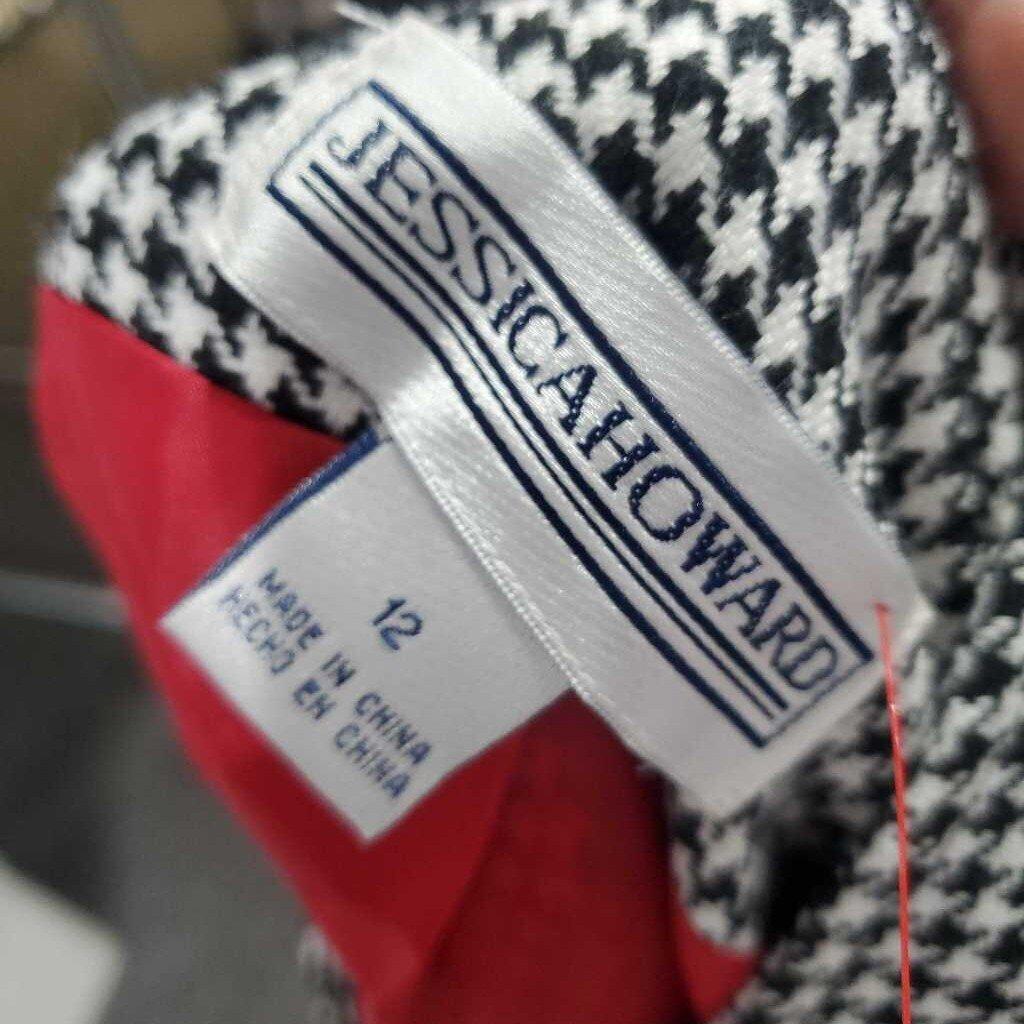 JESSICAHOWARD
12
MADE IN CHINA
HECHO EN CHINA